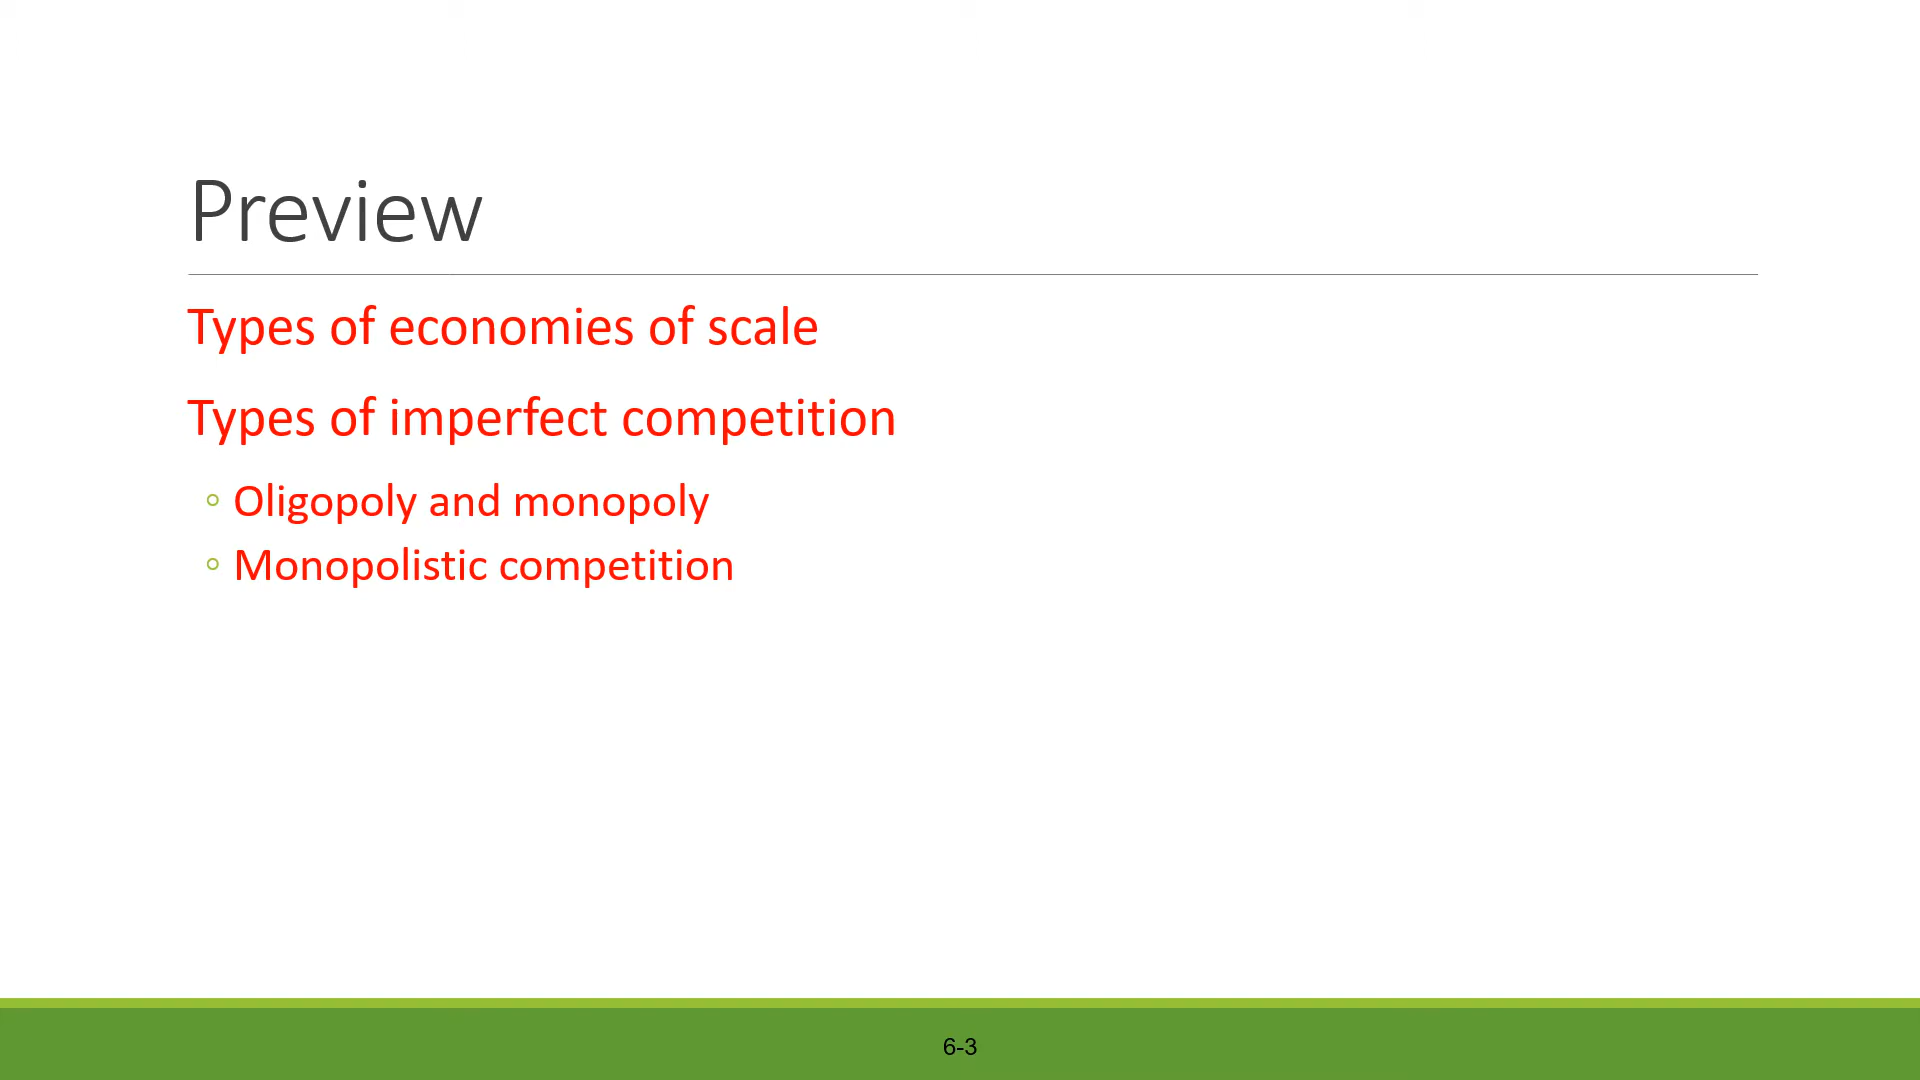 Preview
Types of economies of scale
Types of imperfect competition
◦ Oligopoly and monopoly
◦ Monopolistic competition
6-3